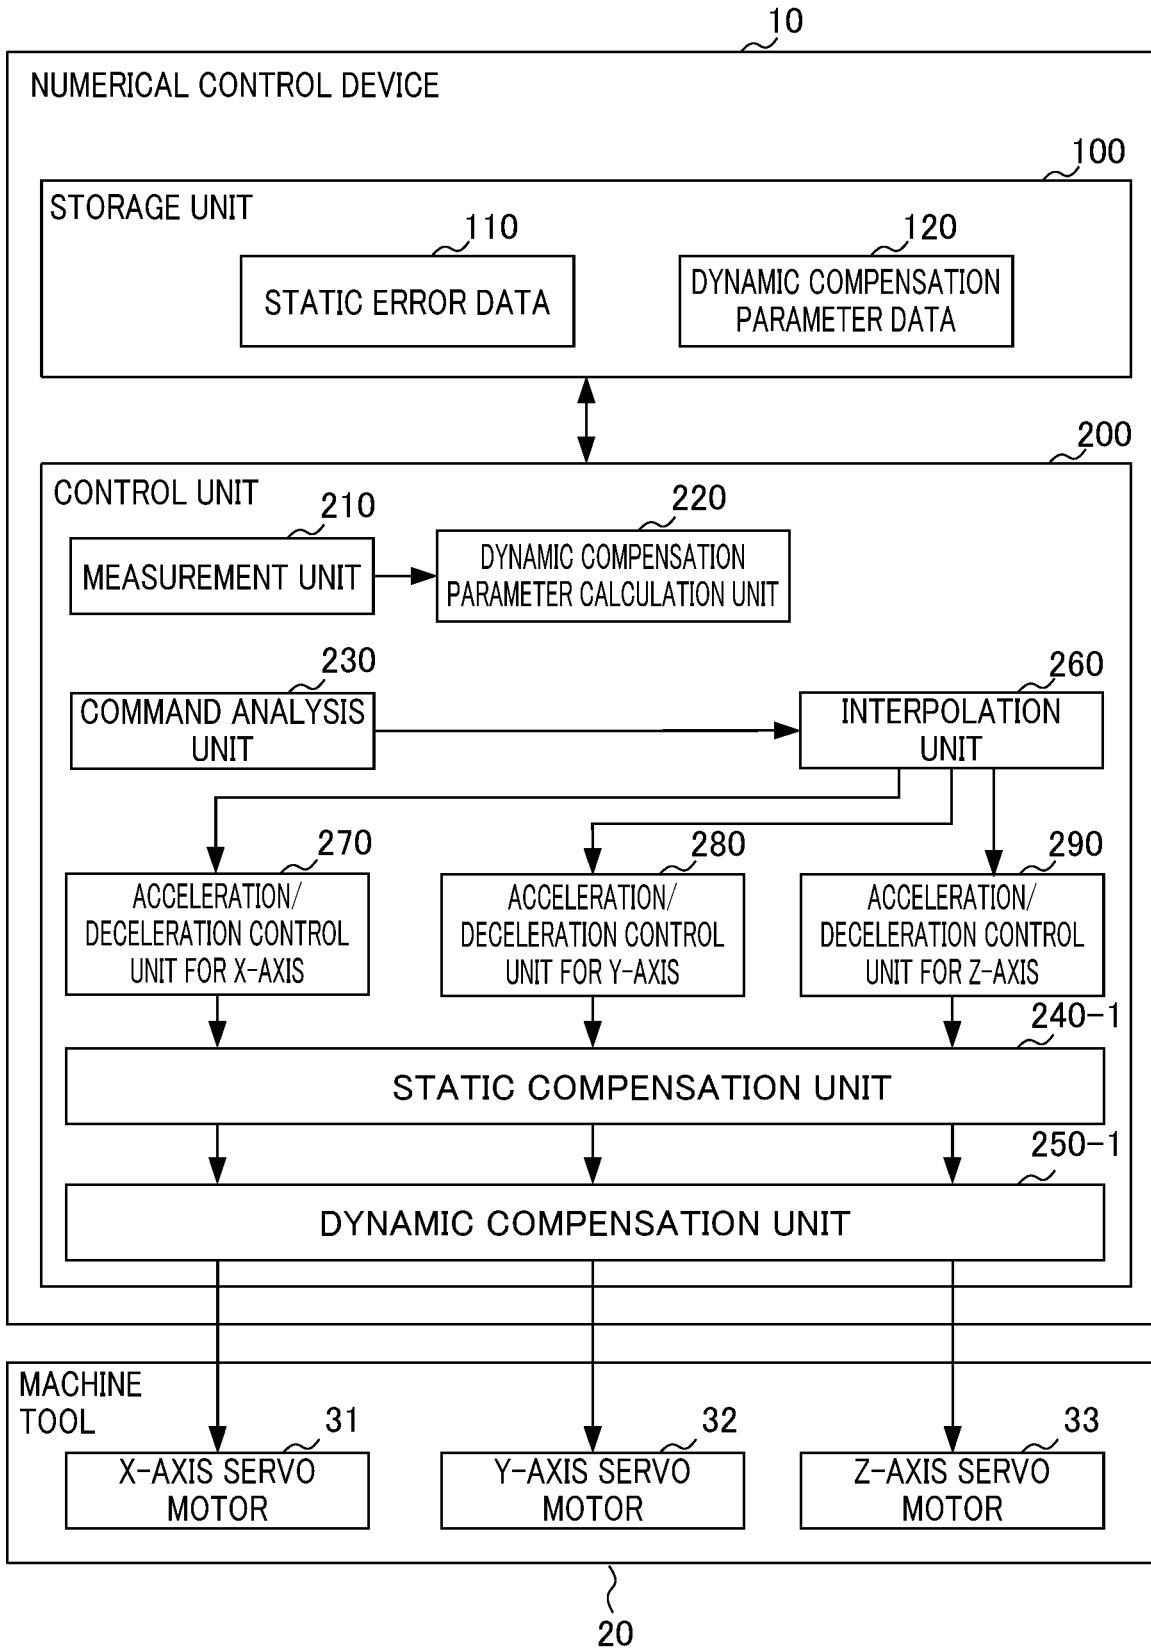 10
NUMERICAL CONTROL DEVICE
100
STORAGE UNIT
110
120
STATIC ERROR DATA
DYNAMIC COMPENSATION
PARAMETER DATA
200
CONTROL UNIT
210
220
MEASUREMENT UNIT
DYNAMIC COMPENSATION
PARAMETER CALCULATION UNIT
230
260
COMMAND ANALYSIS
UNIT
INTERPOLATION
UNIT
270
280
290
ACCELERATION/
DECELERATION CONTROL
UNIT FOR X-AXIS
ACCELERATION/
DECELERATION CONTROL
UNIT FOR Y-AXIS
ACCELERATION/
DECELERATION CONTROL
UNIT FOR Z-AXIS
240-1
STATIC COMPENSATION UNIT
250-1
DYNAMIC COMPENSATION UNIT
MACHINE
TOOL
31
32
33
X-AXIS SERVO
MOTOR
Y-AXIS SERVO
MOTOR
Z-AXIS SERVO
MOTOR
20